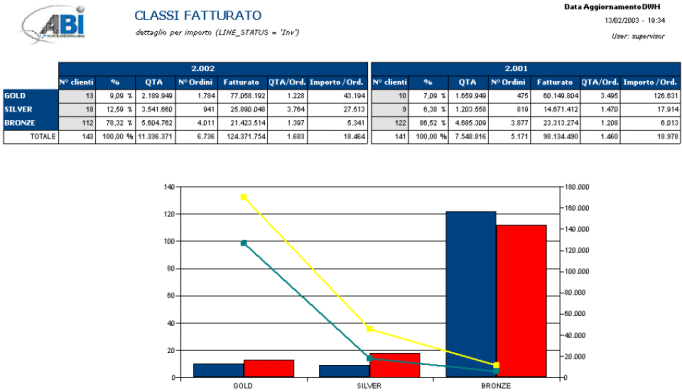 ABI
CLASSI FATTURATO
dettaglio per importo (LINE_STATUS = 'Inv')
Data Aggiornamento DWH
13/02/2003 - 19:34
User: supervisor
2.002 2.001
N° clienti % QTA N° Ordini Fatturato QTA/Ord. Importo /Ord. N° clienti % QTA N° Ordini Fatturato QTA/Ord. Importo /Ord.
GOLD 13 9,09 % 2.189.949 1.784 77.058.192 1.228 43.194 10 7,09 % 1.659.949 475 60.149.804 3.495 126.631
SILVER 18 12,59 % 3.541.660 941 25.890.048 3.764 27.513 9 6,38 % 1.203.558 819 14.671.412 1.470 17.914
BRONZE 112 78,32 % 5.604.762 4.011 21.423.514 1.397 5.341 122 86,52 % 4.685.309 3.877 23.313.274 1.208 6.013
TOTALE 143 100,00 % 11.336.371 6.736 124.371.754 1.683 18.464 141 100,00 % 7.548.816 5.171 98.134.490 1.460 18.978
140 180.000
120 160.000
100 140.000
80 120.000
60 100.000
40 80.000
20 60.000
0 40.000
20.000
0
GOLD SILVER BRONZE